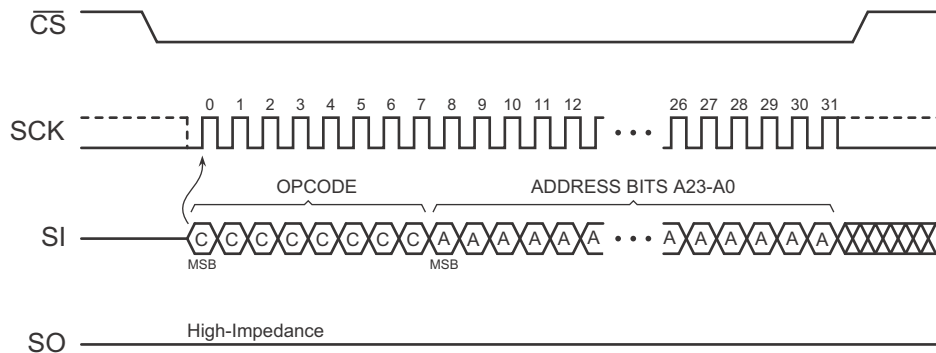 CS
0 1 2 3 4 5 6 7 8 9 10 11 12 26 27 28 29 30 31
SCK
OPCODE ADDRESS BITS A23-A0
SI C C C C C C C C A A A A A A A A A A A A
MSB MSB
High-Impedance
SO